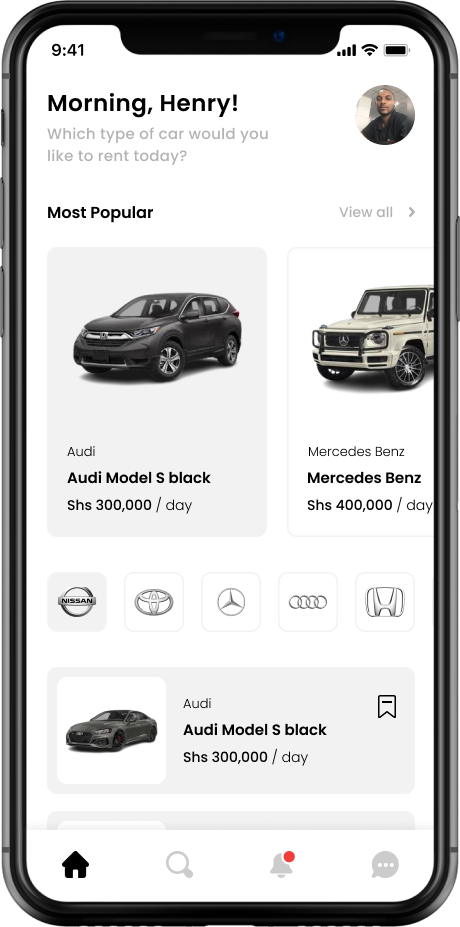 9:41
Morning, Henry!
Which type of car would you
like to rent today?
Most Popular
View all
Audi
Audi Model S black
Shs 300,000 / day
Mercedes Benz
Mercedes Benz
Shs 400,000 / day
NISSAN
Audi
Audi Model S black
Shs 300,000 / day